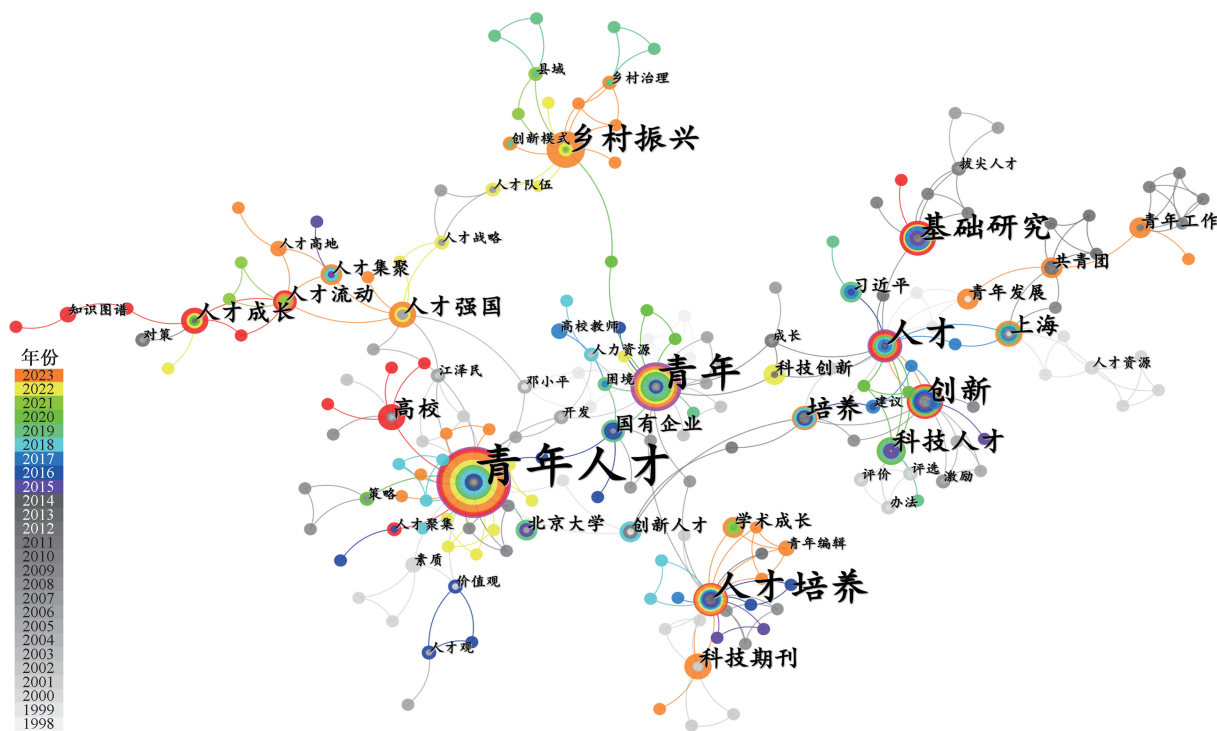 县域
乡村治理
创新模式
乡村振兴
拔尖人才
人才队伍
基础研究
青年工作
人才战略
人才高地
共青团
人才集聚
习近平
人才流动
青年发展
知识图谱
人才成长
人才强国
对策
高校教师
成长
人才
上海
年份
人力资源
人才资源
江泽民
邓小平
困境
青年
科技创新
2023
2022
2021
2020
2019
2018
2017
2016
2015
2014
2013
2012
2011
2010
2009
2008
2007
2006
2005
2004
2003
2002
2001
2000
1999
1998
高校
开发
国有企业
培养
建议
创新
科技人才
青年人才
评价
评选
激励
策略
办法
人才聚集
北京大学
创新人才
学术成长
素质
青年编辑
价值观
人才培养
人才观
科技期刊